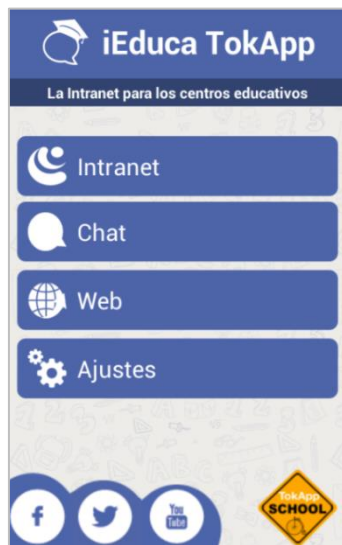 iEduca TokApp
La Intranet para los centros educativos
Intranet
Chat
Web
Ajustes
f
You
Tube
TokApp
SCHOOL